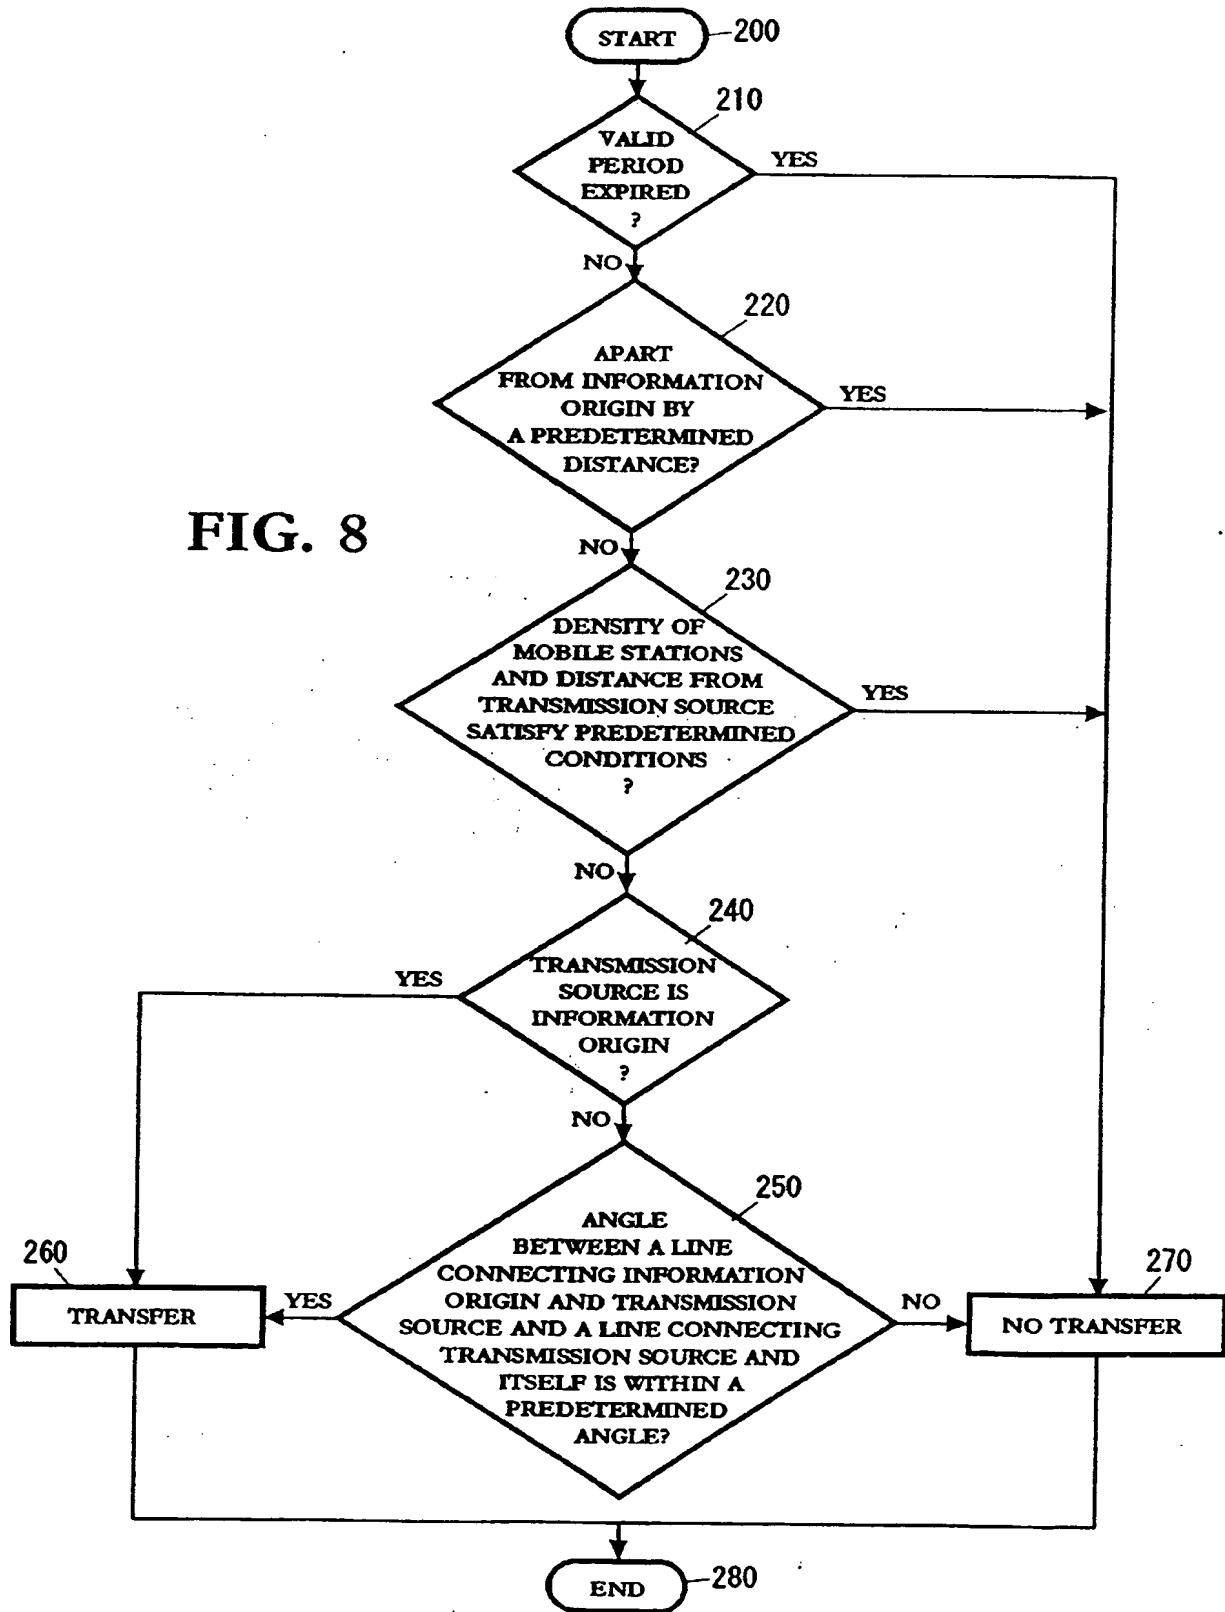 START
200
210
VALID
PERIOD
EXPIRED
?
YES
NO
220
APART
FROM INFORMATION
ORIGIN BY
A PREDETERMINED
DISTANCE?
YES
FIG. 8
NO
230
DENSITY OF
MOBILE STATIONS
AND DISTANCE FROM
TRANSMISSION SOURCE
SATISFY PREDETERMINED
CONDITIONS
?
YES
NO
240
TRANSMISSION
SOURCE IS
INFORMATION
ORIGIN
?
YES
NO
250
ANGLE
BETWEEN A LINE
CONNECTING INFORMATION
ORIGIN AND TRANSMISSION
SOURCE AND A LINE CONNECTING
TRANSMISSION SOURCE AND
ITSELF IS WITHIN A
PREDETERMINED
ANGLE?
260
TRANSFER
YES
NO
270
NO TRANSFER
END
280